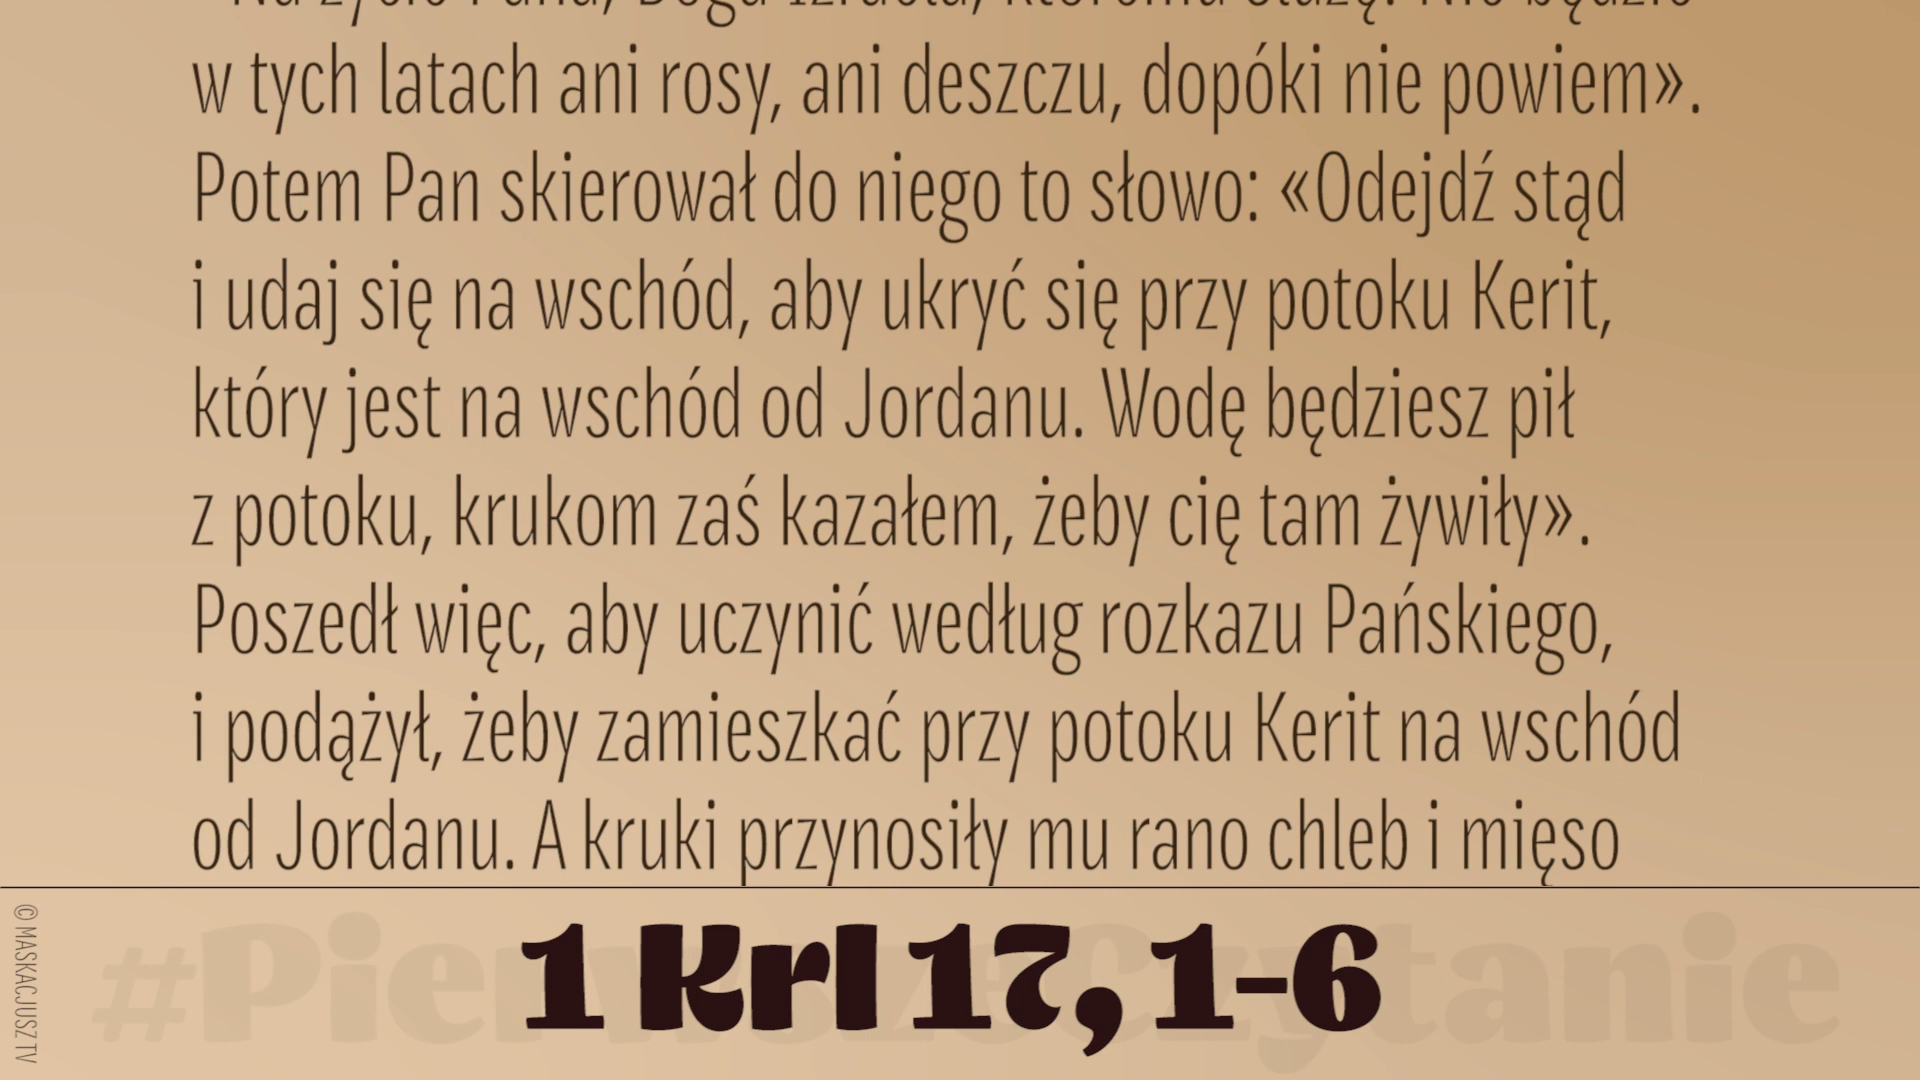 w tych latach ani rosy, ani deszczu, dopóki nie powiem».
Potem Pan skierował do niego to słowo: «Odejdź stąd
i udaj się na wschód, aby ukryć się przy potoku Kerit,
który jest na wschód od Jordanu. Wodę będziesz pił
z potoku, krukom zaś kazałem, żeby cię tam żywiły».
Poszedł więc, aby uczynić według rozkazu Pańskiego,
i podążył, żeby zamieszkać przy potoku Kerit na wschód
od Jordanu. A kruki przynosiły mu rano chleb i mięso
#PierwszeCzytanie
1 Krl 17, 1-6
© MASKACJUSZ TV